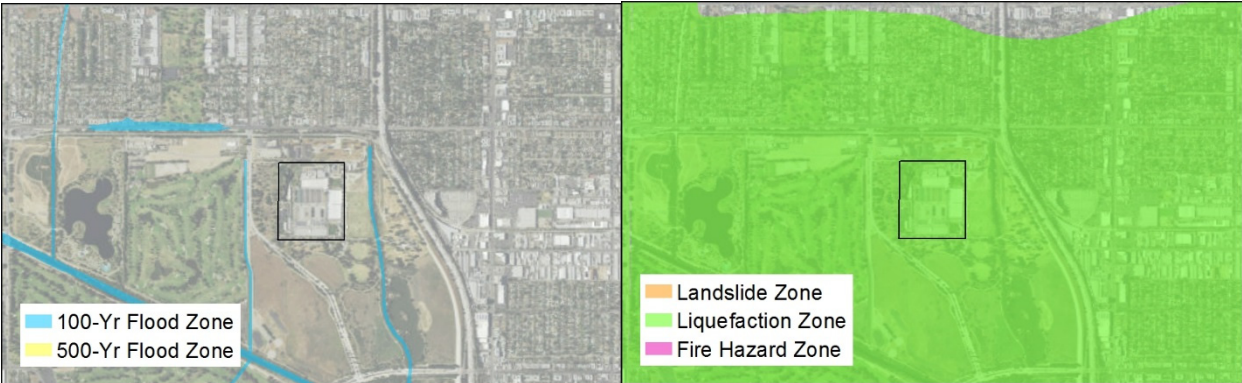 100-Yr Flood Zone
500-Yr Flood Zone
Landslide Zone
Liquefaction Zone
Fire Hazard Zone